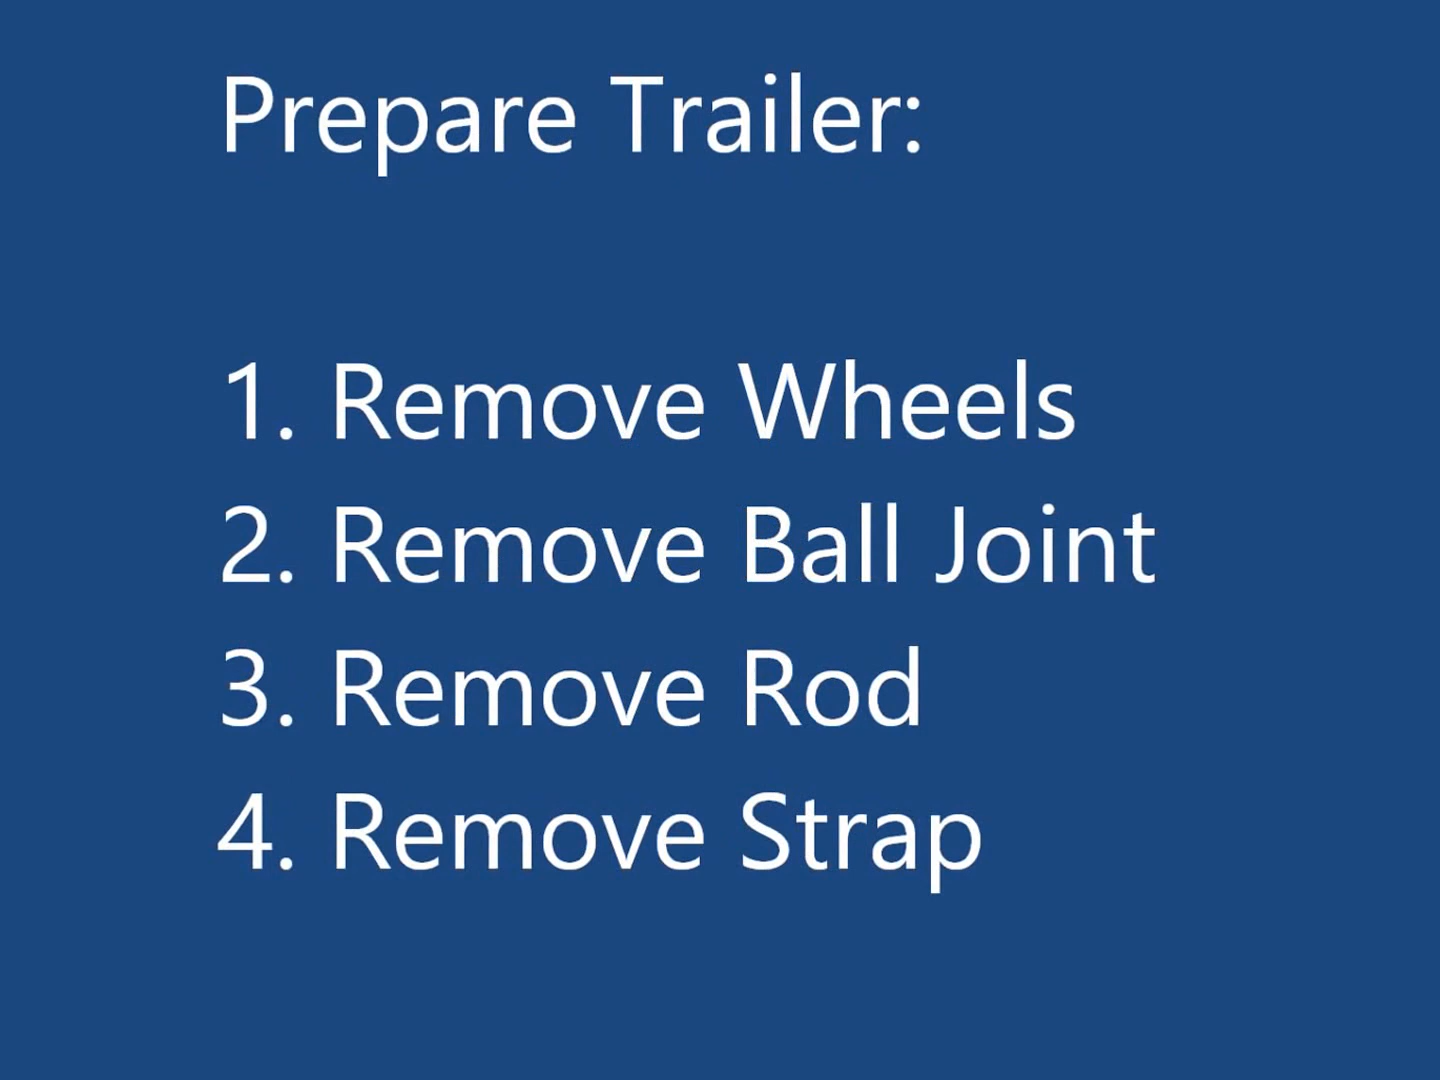 Prepare Trailer:
1. Remove Wheels
2. Remove Ball Joint
3. Remove Rod
4. Remove Strap